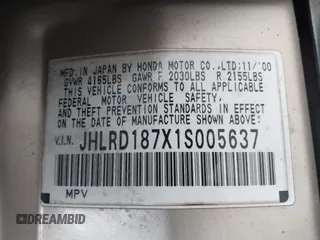 MFD.IN JAPAN BY HONDA MOTOR CO.,LTD;11/'00
GVWR 4165LBS GAWR F 2030LBS R 2155LBS
THIS VEHICLE CONFORMS TO ALL APPLICABLE
FEDERAL MOTOR VEHICLE SAFETY,
AND THEFT PREVENTION STANDARDS IN EFFECT
ON THE DATE OF MANUFACTURE SHOWN ABOVE.
V.I.N. JHLRD187X1S005637
MPV
DREAMBID